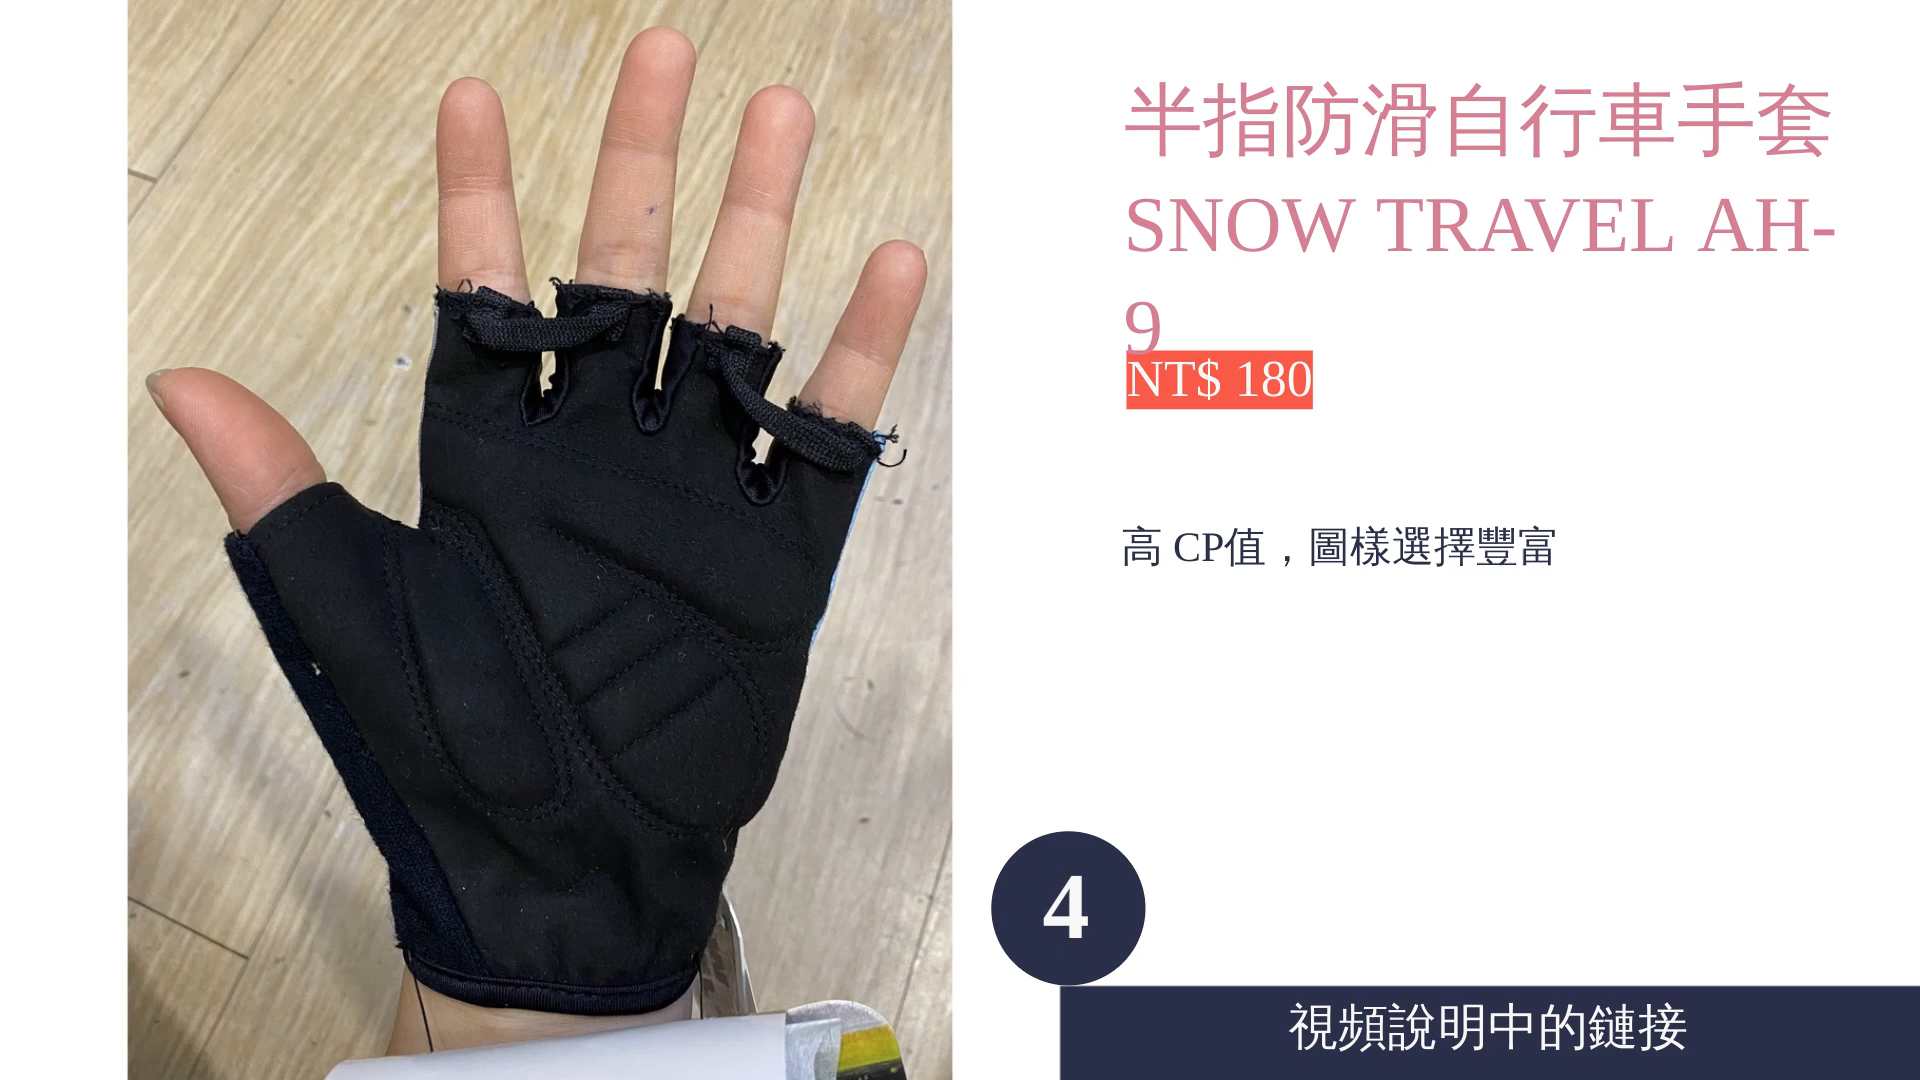 半指防滑自行車手套
SNOW TRAVEL AH-
9
NT$ 180
高 CP值，圖樣選擇豐富
4
視頻說明中的鏈接